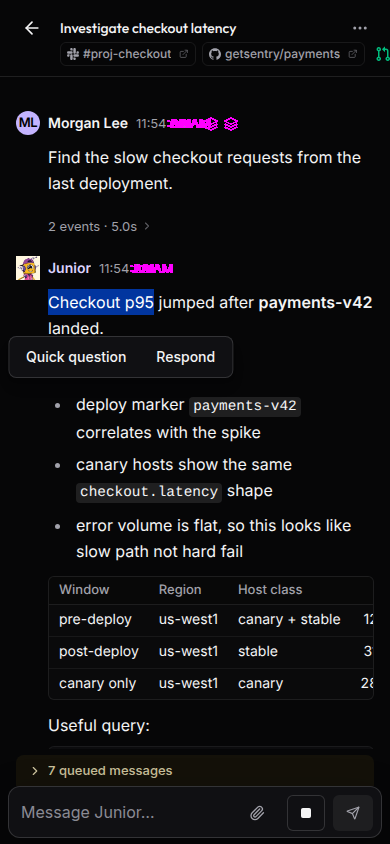 Investigate checkout latency
#proj-checkout getsentry/payments
ML Morgan Lee 11:54
Find the slow checkout requests from the
last deployment.
2 events · 5.0s
Junior 11:54
Checkout p95 jumped after payments-v42
landed.
Quick question Respond
• deploy marker payments-v42
correlates with the spike
• canary hosts show the same
checkout.latency shape
• error volume is flat, so this looks like
slow path not hard fail
Window Region Host class
pre-deploy us-west1 canary + stable 12
post-deploy us-west1 stable
canary only us-west1 canary 28
Useful query:
7 queued messages
Message Junior...